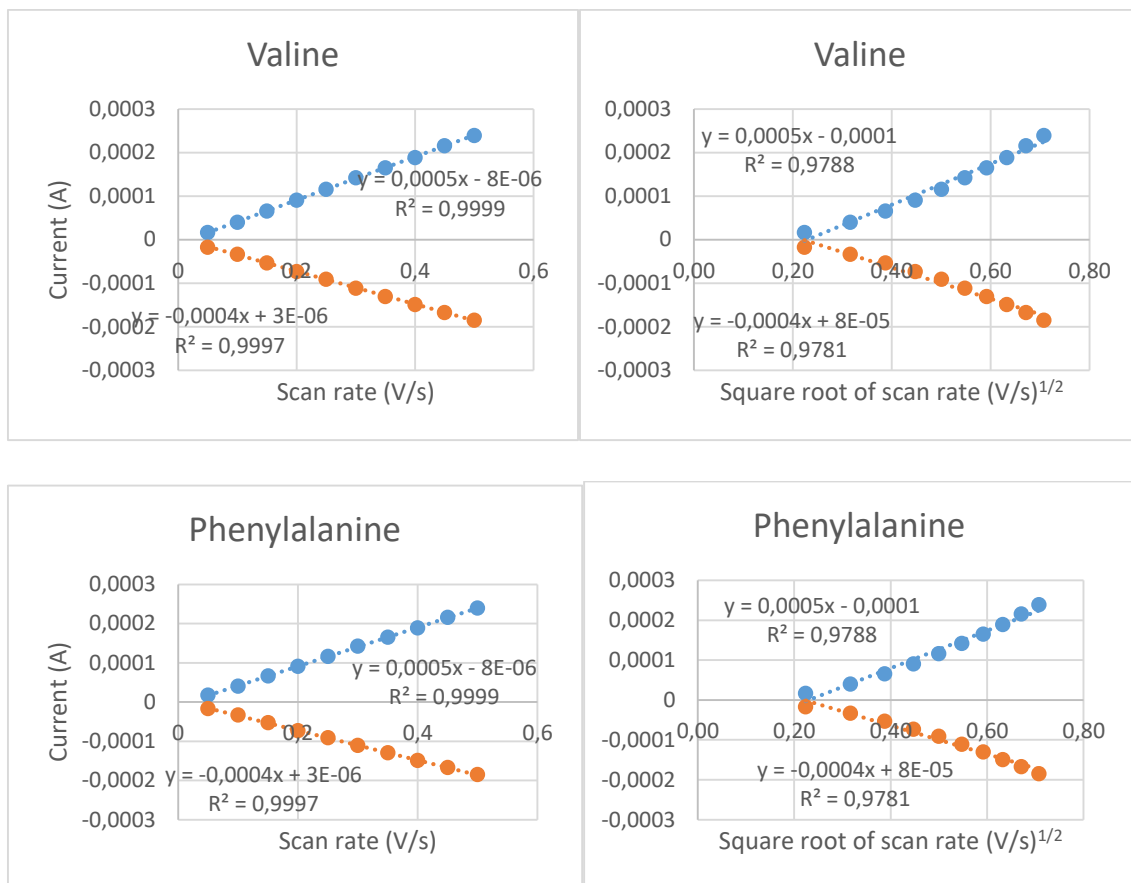 Valine
0,0003
0,0002
0,0001
0
-0,0001
-0,0002
-0,0003
Current (A)
y = 0,0005x - 8E-06
R² = 0,9999
0
0,2
0,4
0,6
y = -0,0004x + 3E-06
R² = 0,9997
Scan rate (V/s)
Valine
0,0003
0,0002
0,0001
0
-0,0001
-0,0002
-0,0003
y = 0,0005x - 0,0001
R² = 0,9788
0,00
0,20
0,40
0,60
0,80
y = -0,0004x + 8E-05
R² = 0,9781
Square root of scan rate (V/s)1/2
Phenylalanine
0,0003
0,0002
0,0001
0
-0,0001
-0,0002
-0,0003
Current (A)
y = 0,0005x - 8E-06
R² = 0,9999
0
0,2
0,4
0,6
y = -0,0004x + 3E-06
R² = 0,9997
Scan rate (V/s)
Phenylalanine
0,0003
0,0002
0,0001
0
-0,0001
-0,0002
-0,0003
y = 0,0005x - 0,0001
R² = 0,9788
0,00
0,20
0,40
0,60
0,80
y = -0,0004x + 8E-05
R² = 0,9781
Square root of scan rate (V/s)1/2